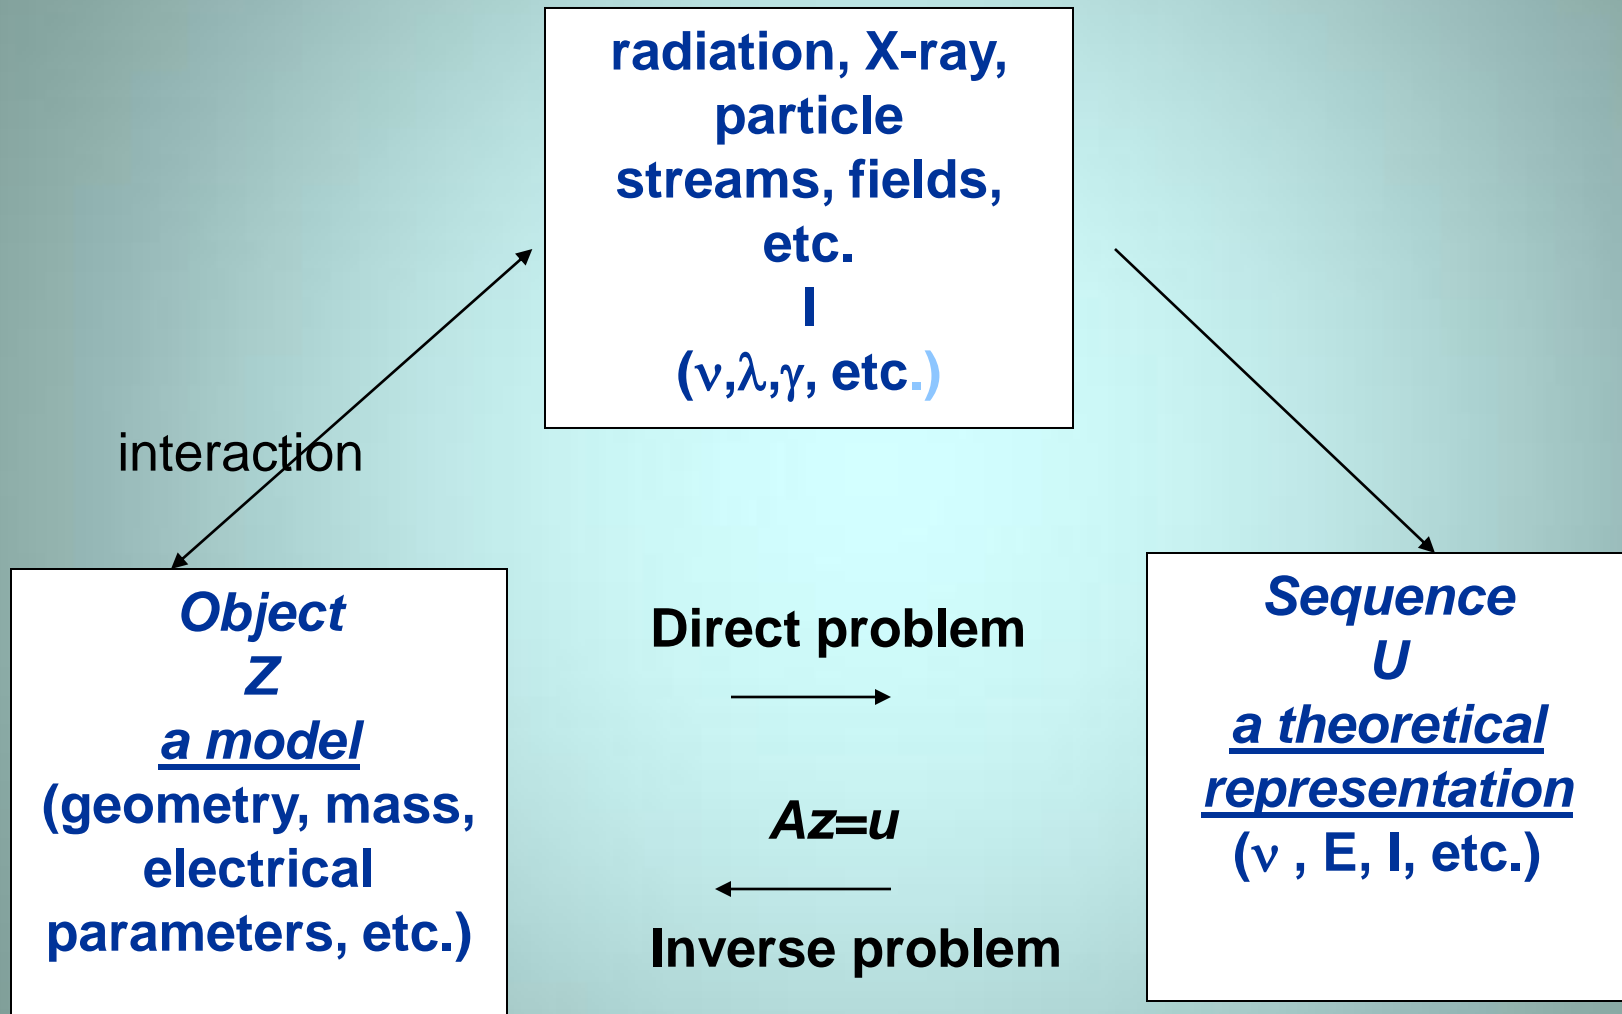 radiation, X-ray,
particle
streams, fields,
etc.
I
(ν,λ,γ, etc.)
interaction
Object
Z
a model
(geometry, mass,
electrical
parameters, etc.)
Direct problem
Az=u
Inverse problem
Sequence
U
a theoretical
representation
(ν , E, I, etc.)